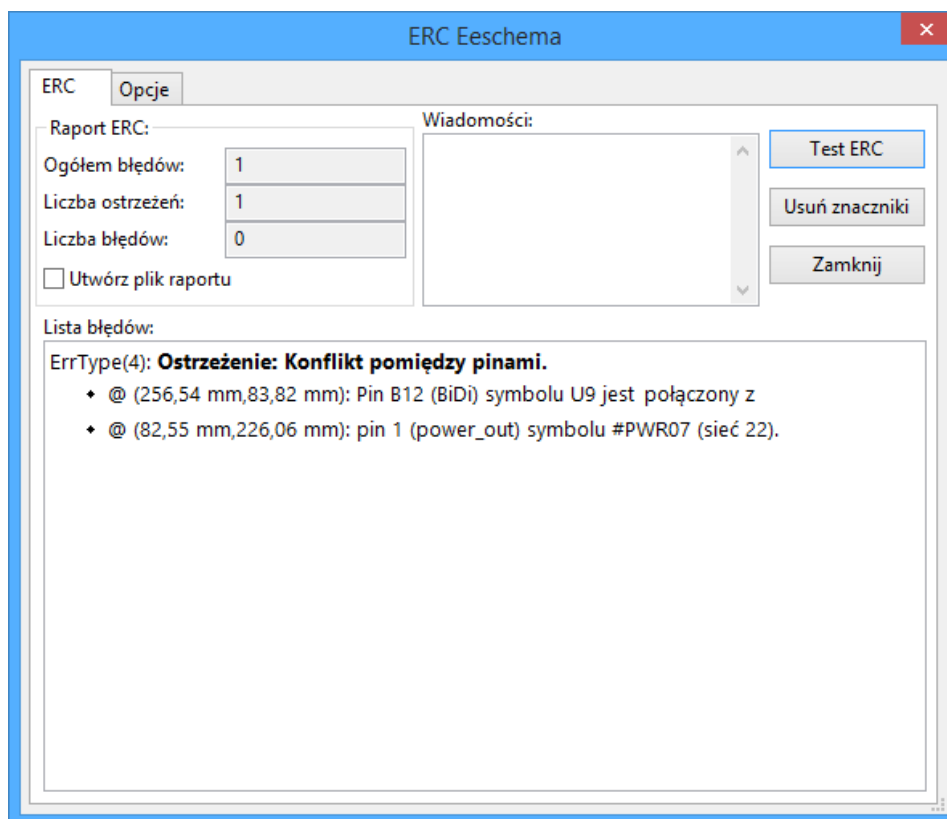 ERC Eeschema
ERC
Opcje
Raport ERC:
Ogółem błędów:
1
Liczba ostrzeżeń:
1
Liczba błędów:
0
Utwórz plik raportu
Wiadomości:
Test ERC
Usuń znaczniki
Zamknij
Lista błędów:
ErrType(4): Ostrzeżenie: Konflikt pomiędzy pinami.
@ (256,54 mm,83,82 mm): Pin B12 (BiDi) symbolu U9 jest połączony z
@ (82,55 mm,226,06 mm): pin 1 (power_out) symbolu #PWR07 (sieć 22).